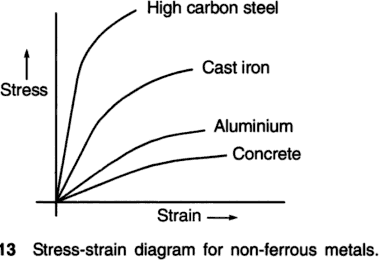 High carbon steel
Cast iron
Stress
Aluminium
Concrete
Strain
13 Stress-strain diagram for non-ferrous metals.